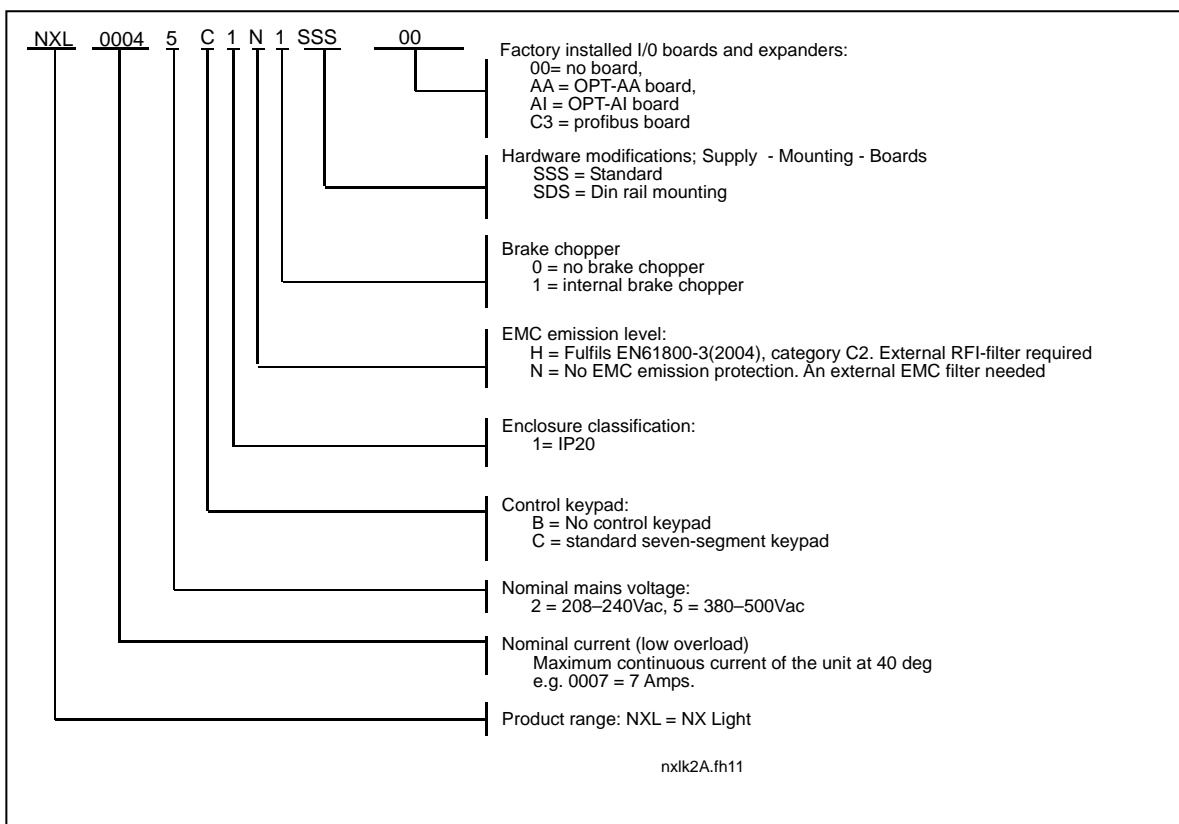 NXL 0004 5 C 1 N 1 SSS 00
Factory installed I/0 boards and expanders:
00= no board,
AA = OPT-AA board,
AI = OPT-AI board
C3 = profibus board
Hardware modifications; Supply - Mounting - Boards
SSS = Standard
SDS = Din rail mounting
Brake chopper
0 = no brake chopper
1 = internal brake chopper
EMC emission level:
H = Fulfils EN61800-3(2004), category C2. External RFI-filter required
N = No EMC emission protection. An external EMC filter needed
Enclosure classification:
1= IP20
Control keypad:
B = No control keypad
C = standard seven-segment keypad
Nominal mains voltage:
2 = 208–240Vac, 5 = 380–500Vac
Nominal current (low overload)
Maximum continuous current of the unit at 40 deg
e.g. 0007 = 7 Amps.
Product range: NXL = NX Light
nxlk2A.fh11